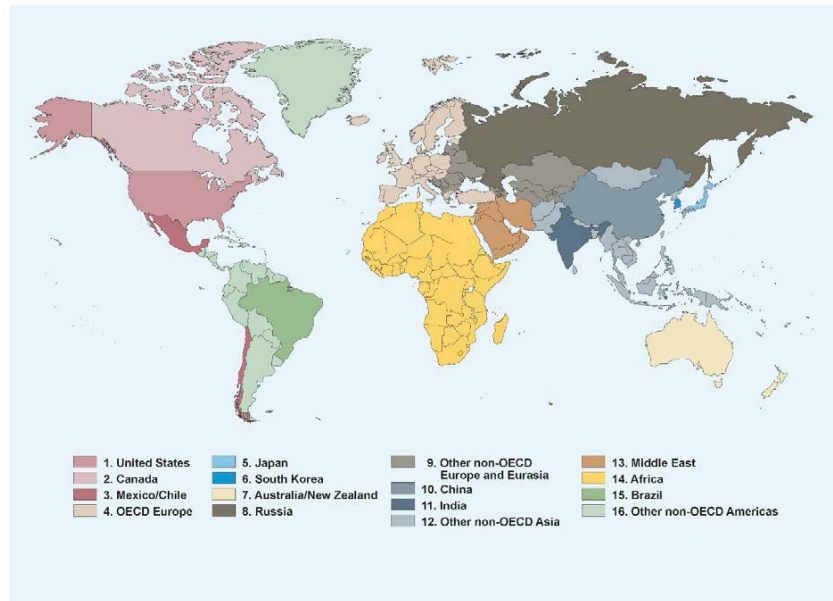 1. United States
2. Canada
3. Mexico/Chile
4. OECD Europe
5. Japan
6. South Korea
7. Australia/New Zealand
8. Russia
9. Other non-OECD
Europe and Eurasia
10. China
11. India
12. Other non-OECD Asia
13. Middle East
14. Africa
15. Brazil
16. Other non-OECD Americas